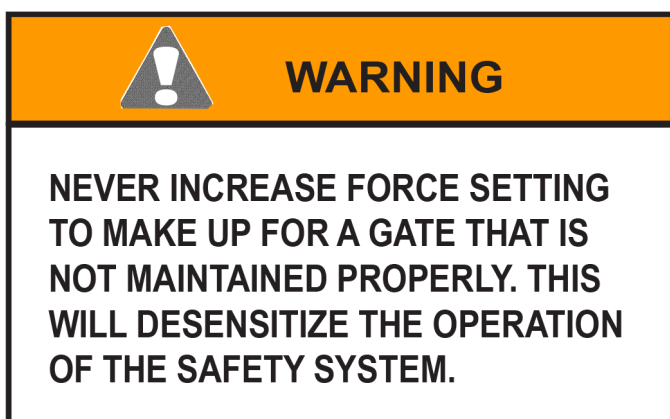 WARNING
NEVER INCREASE FORCE SETTING
TO MAKE UP FOR A GATE THAT IS
NOT MAINTAINED PROPERLY. THIS
WILL DESENSITIZE THE OPERATION
OF THE SAFETY SYSTEM.